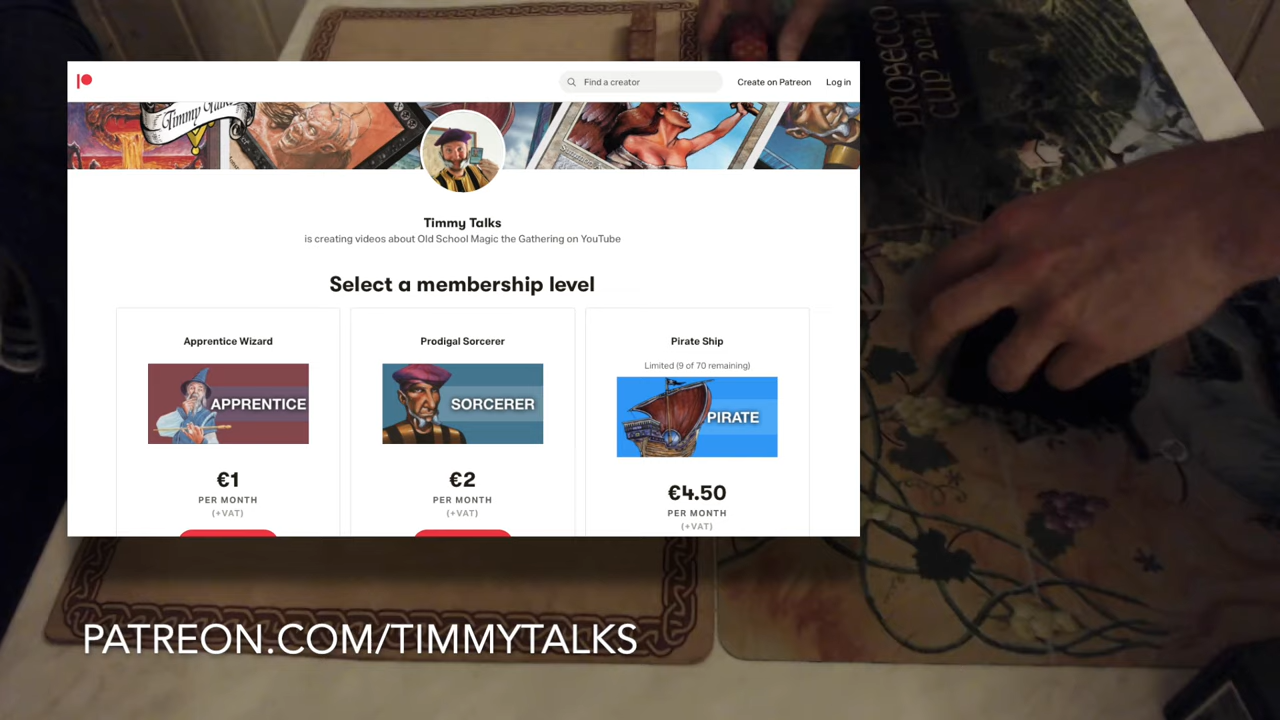 Find a creator
Create on Patreon
Log in
Timmy Talks
PROSECCO
CUP 2024
Timmy Talks
is creating videos about Old School Magic the Gathering on YouTube
Select a membership level
Apprentice Wizard
Prodigal Sorcerer
Pirate Ship
Limited (9 of 70 remaining)
APPRENTICE
SORCERER
PIRATE
€1
PER MONTH
(+VAT)
€2
PER MONTH
(+VAT)
€4.50
PER MONTH
(+VAT)
PATREON.COM/TIMMYTALKS